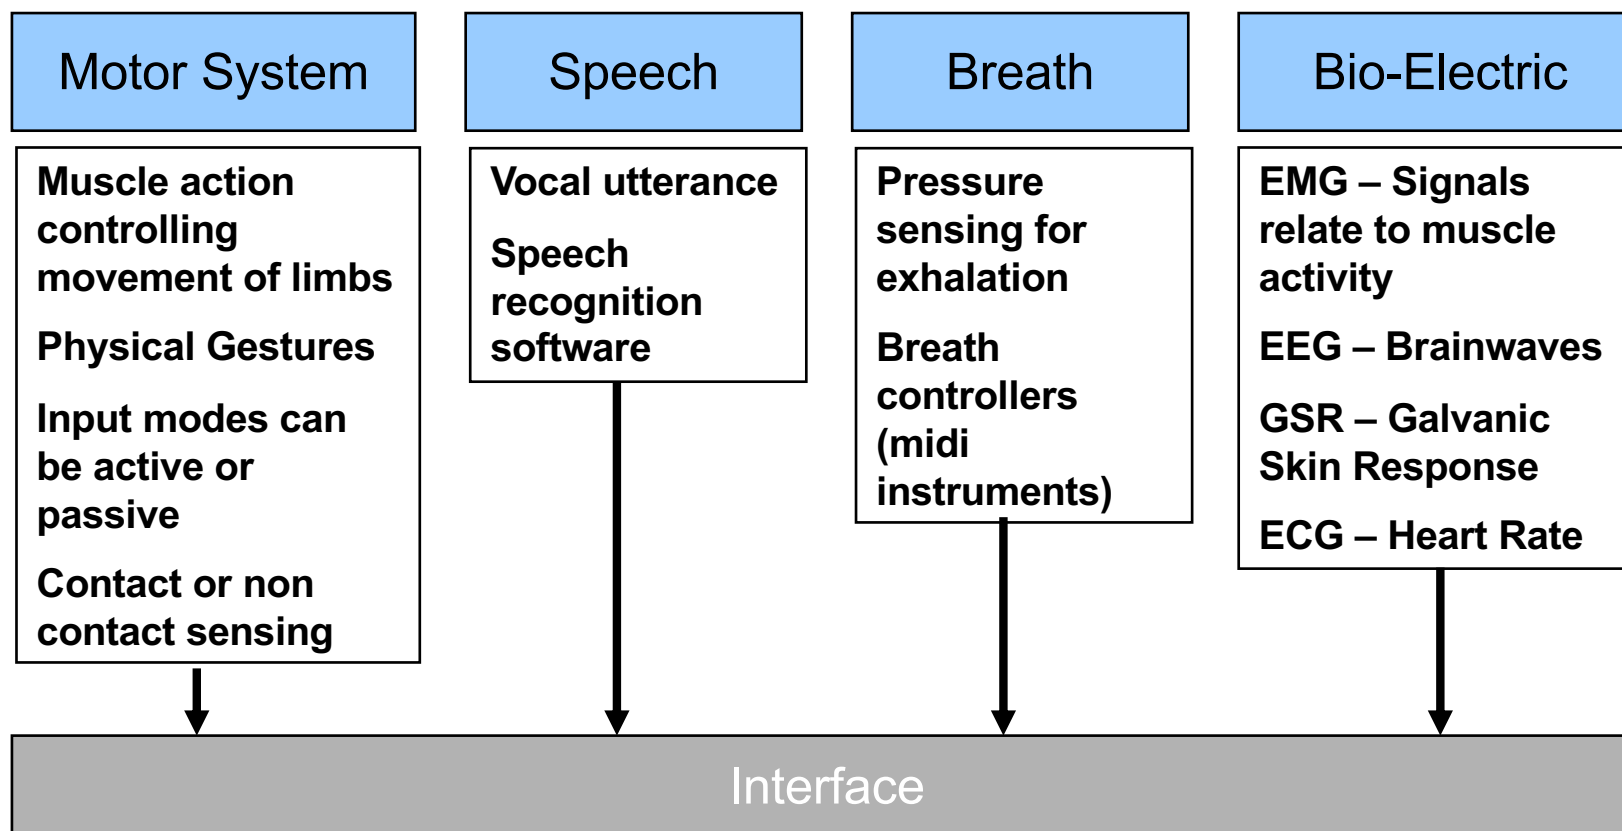 Motor System
Speech
Breath
Bio-Electric
Muscle action
controlling
movement of limbs
Physical Gestures
Input modes can
be active or
passive
Contact or non
contact sensing
Vocal utterance
Speech
recognition
software
Pressure
sensing for
exhalation
Breath
controllers
(midi
instruments)
EMG – Signals
relate to muscle
activity
EEG – Brainwaves
GSR – Galvanic
Skin Response
ECG – Heart Rate
Interface